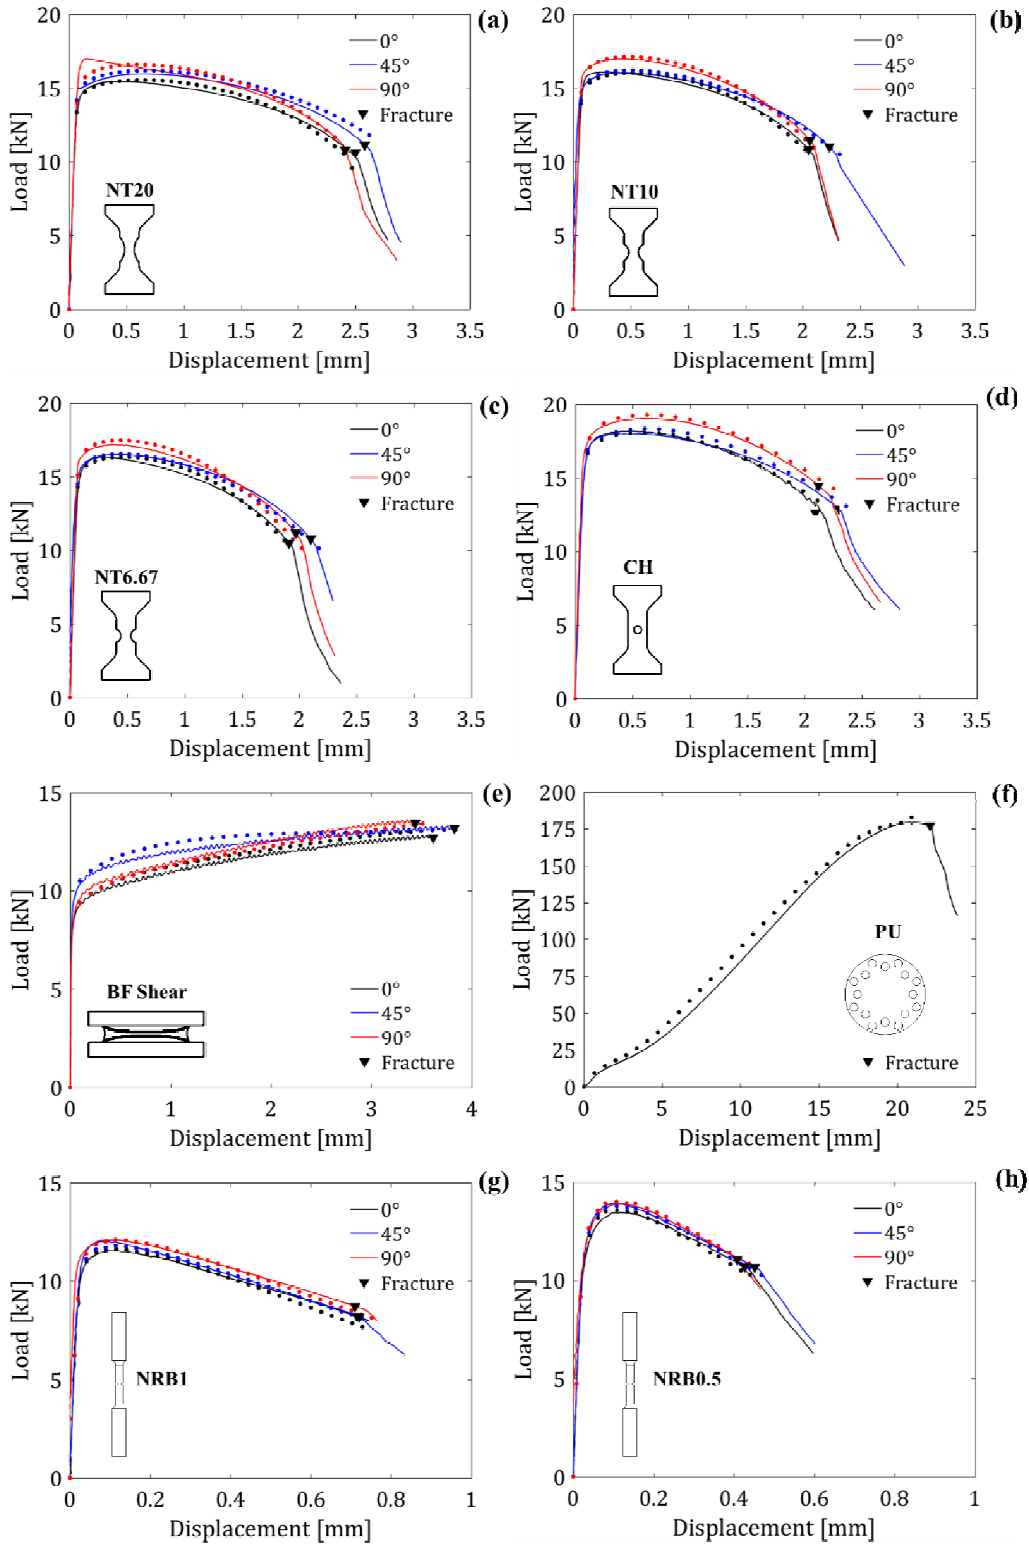 (a)
20
15
10
5
0
Load [kN]
0°
45°
90°
Fracture
NT20
0 0.5 1 1.5 2 2.5 3 3.5
Displacement [mm]
(b)
20
15
10
5
0
Load [kN]
0°
45°
90°
Fracture
NT10
0 0.5 1 1.5 2 2.5 3 3.5
Displacement [mm]
(c)
20
15
10
5
0
Load [kN]
0°
45°
90°
Fracture
NT6.67
0 0.5 1 1.5 2 2.5 3 3.5
Displacement [mm]
(d)
20
15
10
5
0
Load [kN]
0°
45°
90°
Fracture
CH
0 0.5 1 1.5 2 2.5 3 3.5
Displacement [mm]
(e)
15
10
5
0
Load [kN]
BF Shear
0°
45°
90°
Fracture
0 1 2 3 4
Displacement [mm]
(f)
200
175
150
125
100
75
50
25
0
Load [kN]
PU
Fracture
0 5 10 15 20 25
Displacement [mm]
(g)
15
10
5
0
Load [kN]
0°
45°
90°
Fracture
NRB1
0 0.2 0.4 0.6 0.8 1
Displacement [mm]
(h)
15
10
5
0
Load [kN]
0°
45°
90°
Fracture
NRB0.5
0 0.2 0.4 0.6 0.8 1
Displacement [mm]